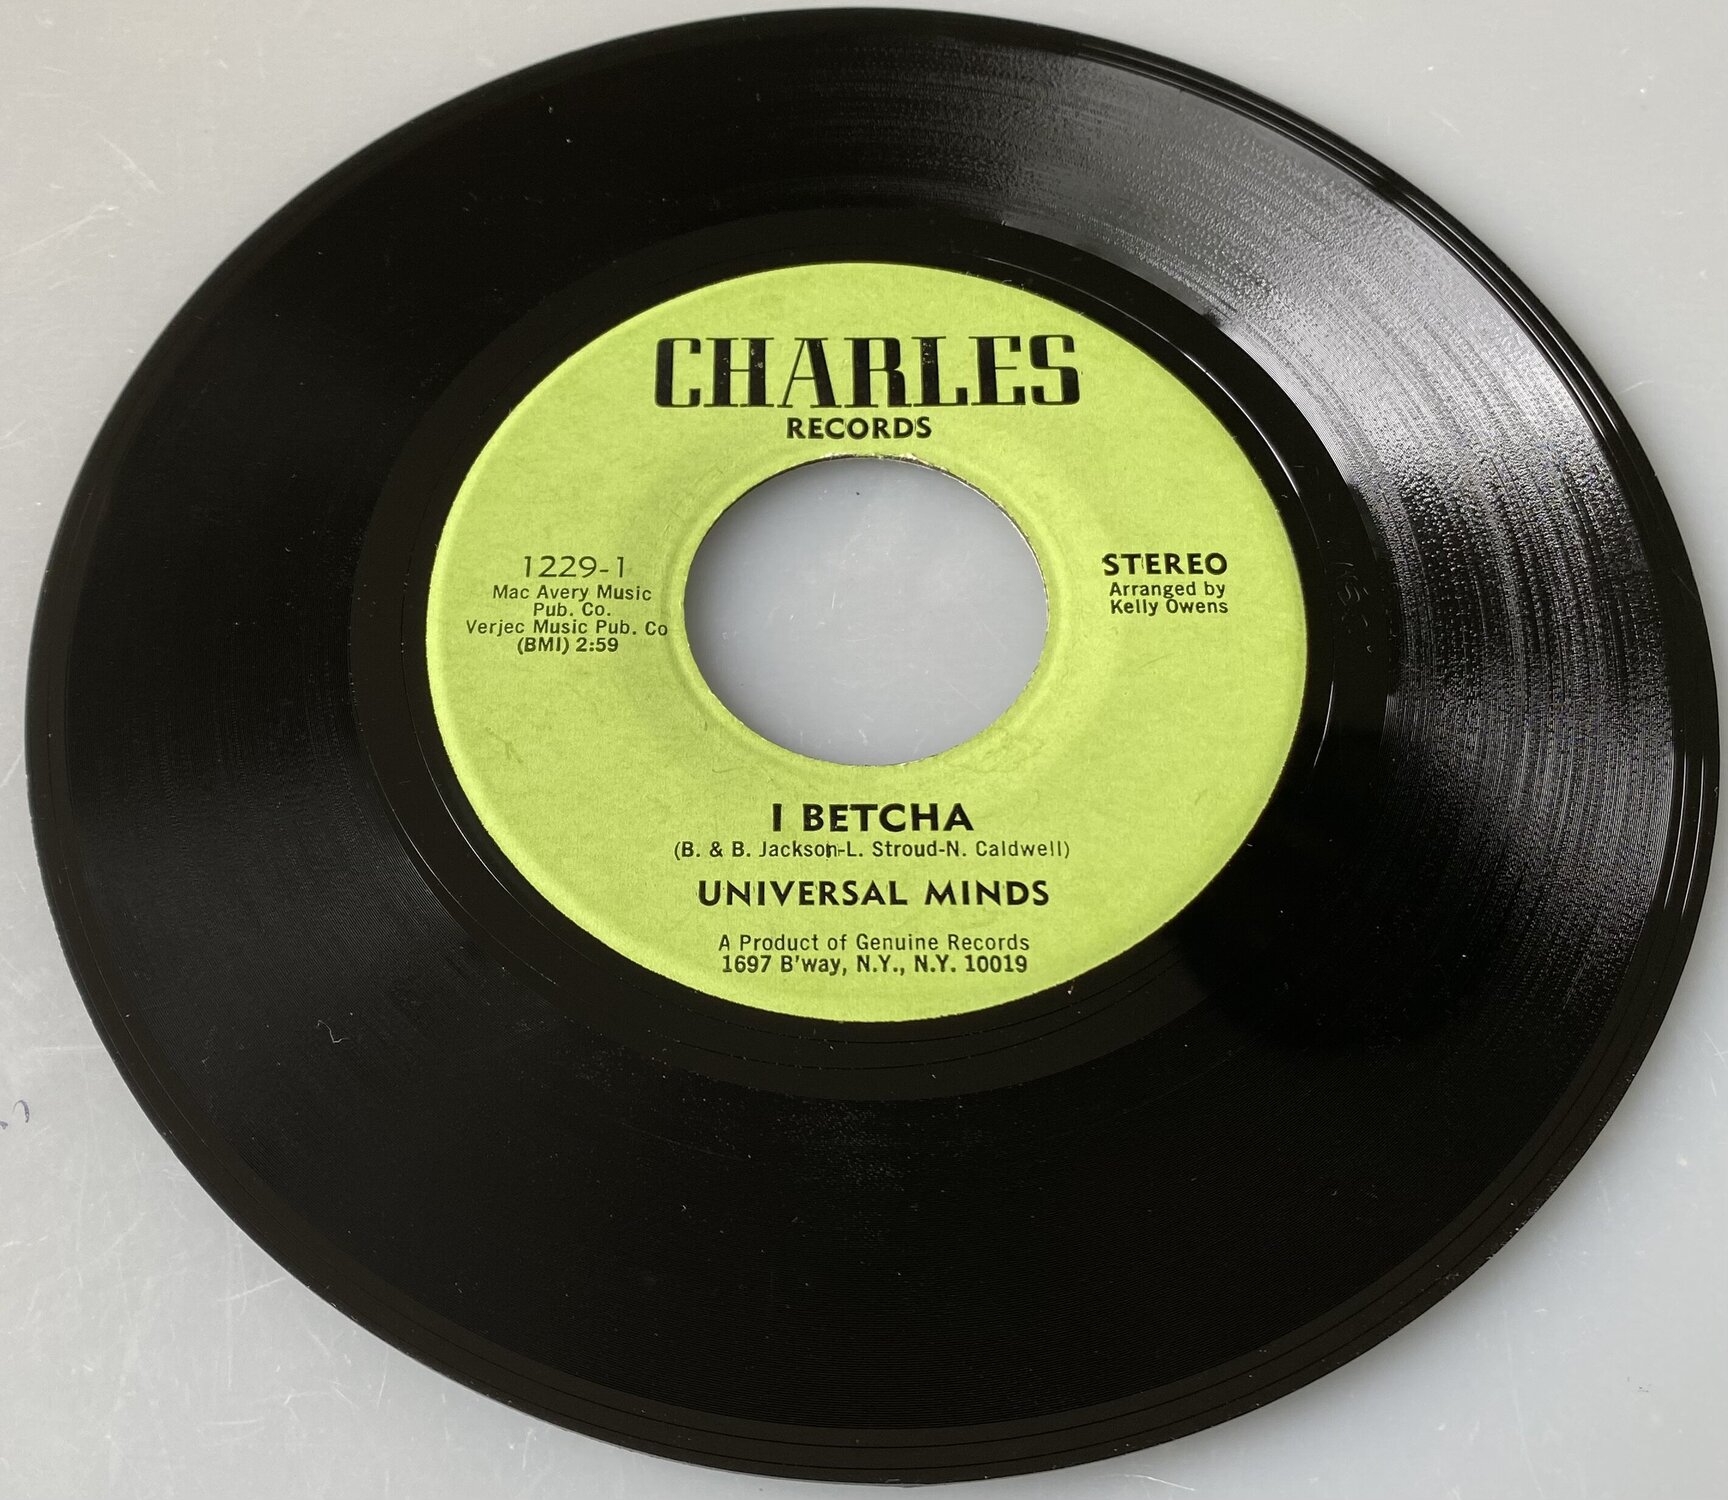 CHARLES
RECORDS
1229-1
Mac Avery Music
Pub. Co.
Verjec Music Pub. Co
(BMI) 2:59
STEREO
Arranged by
Kelly Owens
I BETCHA
(B. & B. Jackson-L. Stroud-N. Caldwell)
UNIVERSAL MINDS
A Product of Genuine Records
1697 B'way, N.Y., N.Y. 10019